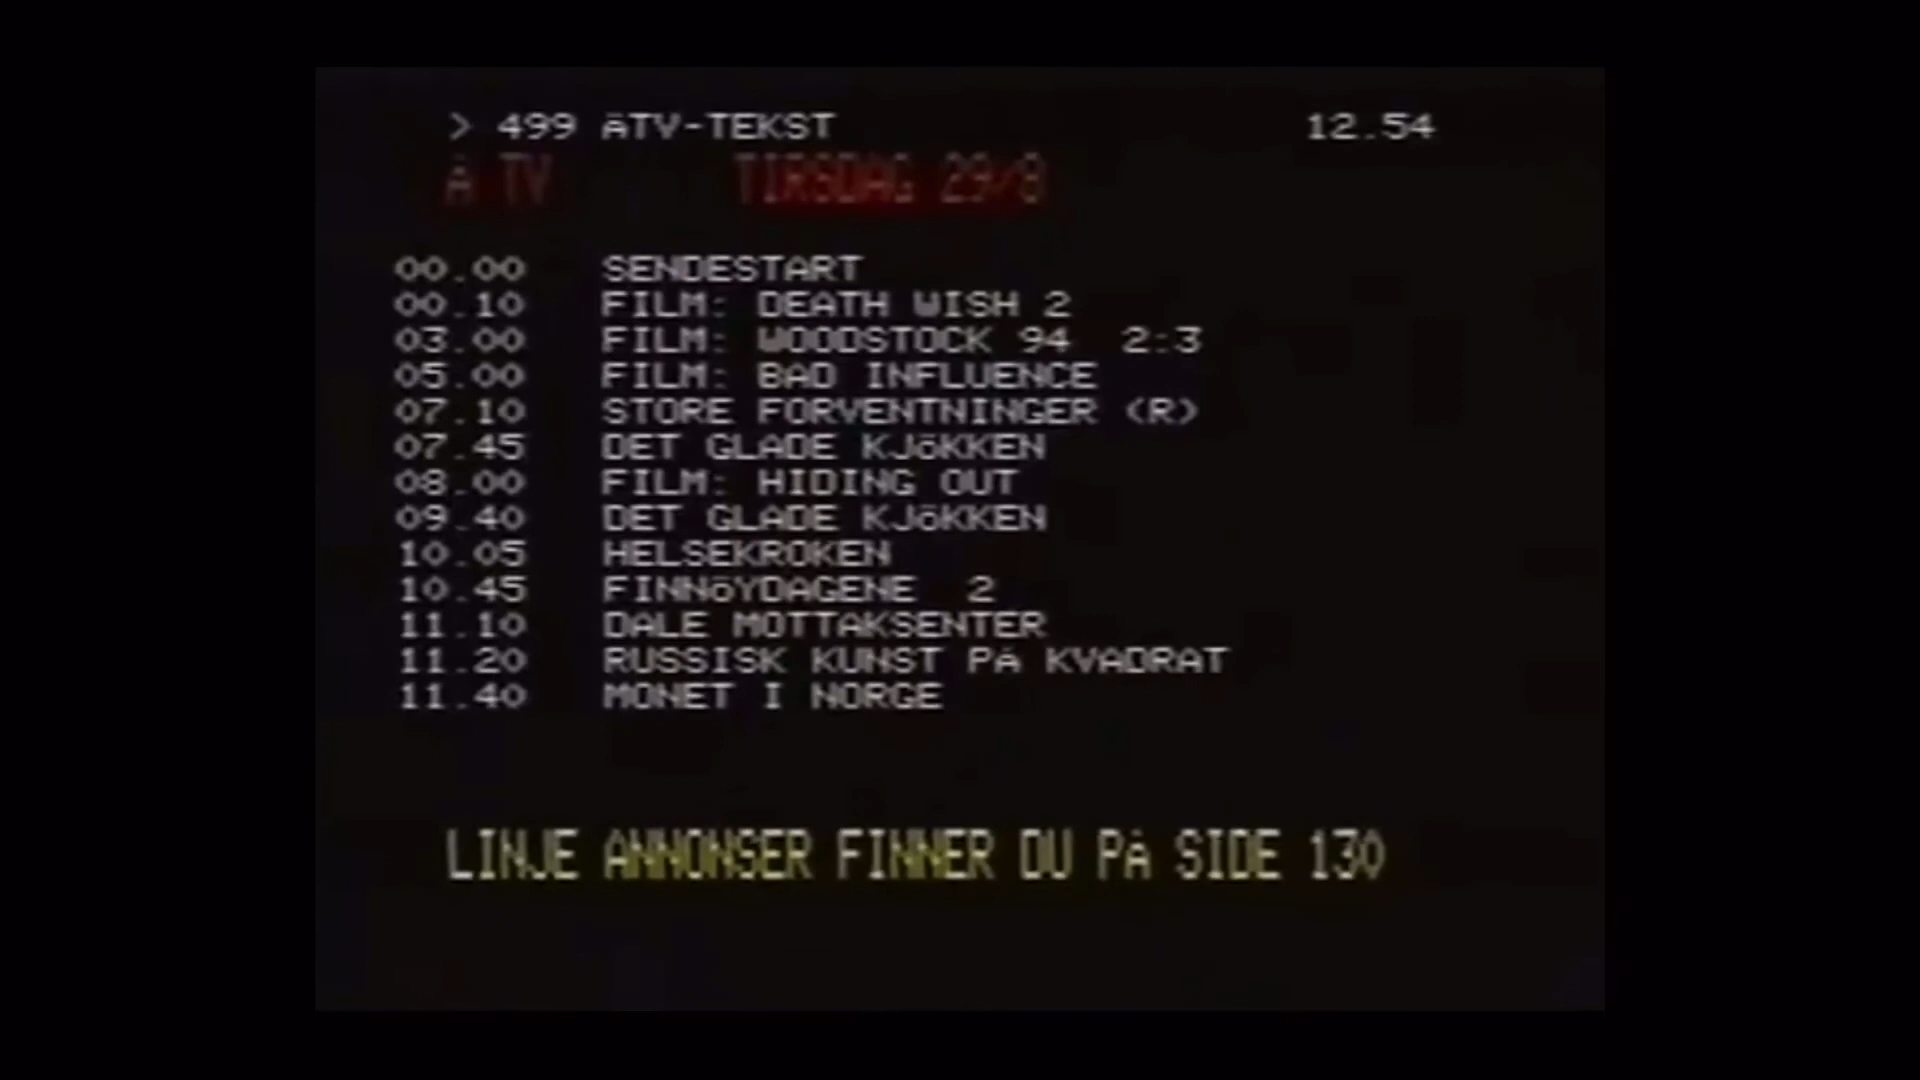 > 499 åTV-TEKST 12.54
å TV TIRSDAG 29/8
00.00 SENDESTART
00.10 FILM: DEATH WISH 2
03.00 FILM: WOODSTOCK 94 2:3
05.00 FILM: BAD INFLUENCE
07.10 STORE FORVENTNINGER (R)
07.45 DET GLADE KJöKKEN
08.00 FILM: HIDING OUT
09.40 DET GLADE KJöKKEN
10.05 HELSEKROKEN
10.45 FINNöYDAGENE 2
11.10 DALE MOTTAKSENTER
11.20 RUSSISK KUNST På KVADRAT
11.40 MONET I NORGE
LINJE ANNONSER FINNER DU På SIDE 130